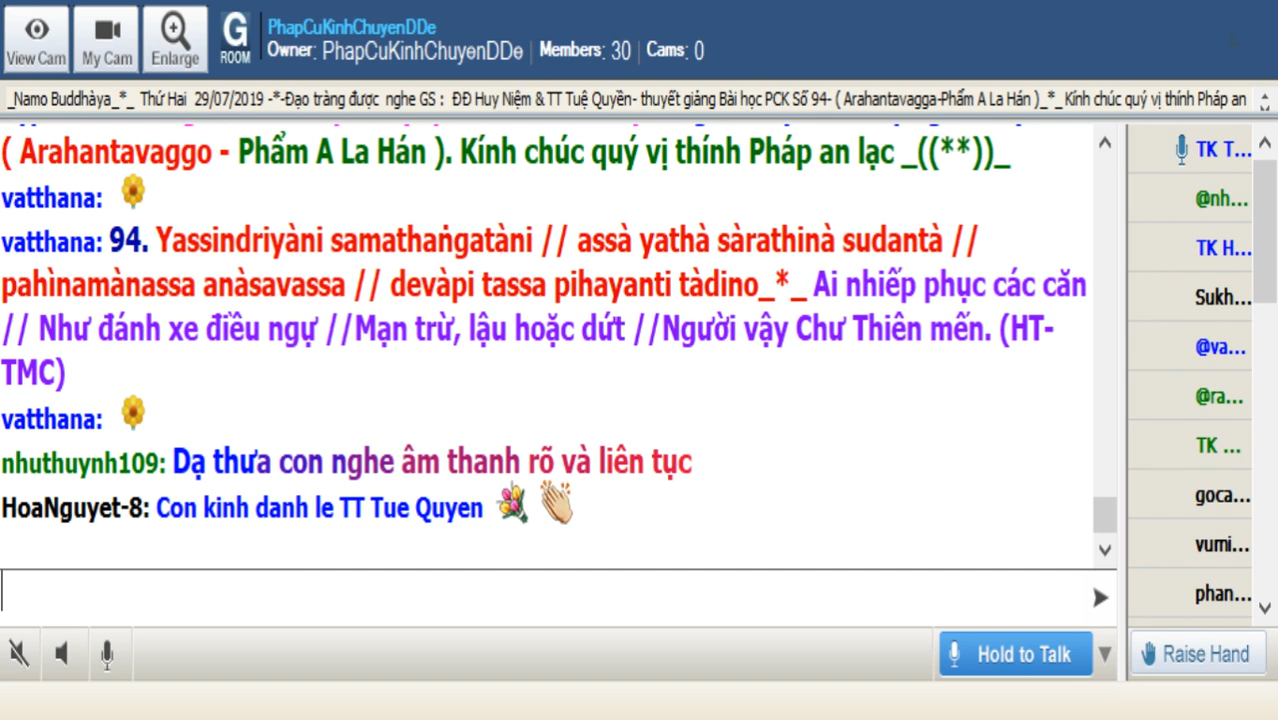 PhapCuKinhChuyenDDe
Owner: PhapCuKinhChuyenDDe | Members: 30 | Cams: 0
View Cam
My Cam
Enlarge
G
ROOM
_Namo Buddhàya_*_ Thứ Hai 29/07/2019 -*-Đạo tràng được nghe GS : ĐĐ Huy Niệm & TT Tuệ Quyền- thuyết giảng Bài học PCK Số 94- ( Arahantavagga-Phẩm A La Hán )_*_ Kính chúc quý vị thính Pháp an
( Arahantavaggo - Phẩm A La Hán ). Kính chúc quý vị thính Pháp an lạc _((**))_
vatthana:
vatthana: 94. Yassindriyàni samathaṅgatàni // assà yathà sàrathinà sudantà //
pahìnamànassa anàsavassa // devàpi tassa pihayanti tàdino_*_ Ai nhiếp phục các căn
// Như đánh xe điều ngự //Mạn trừ, lậu hoặc dứt //Người vậy Chư Thiên mến. (HT-
TMC)
vatthana:
nhuthuynh109: Dạ thưa con nghe âm thanh rõ và liên tục
HoaNguyet-8: Con kinh danh le TT Tue Quyen
TK T...
@nh...
TK H...
Sukh...
@va...
@ra...
TK ...
goca...
vumi...
phan...
Hold to Talk
Raise Hand